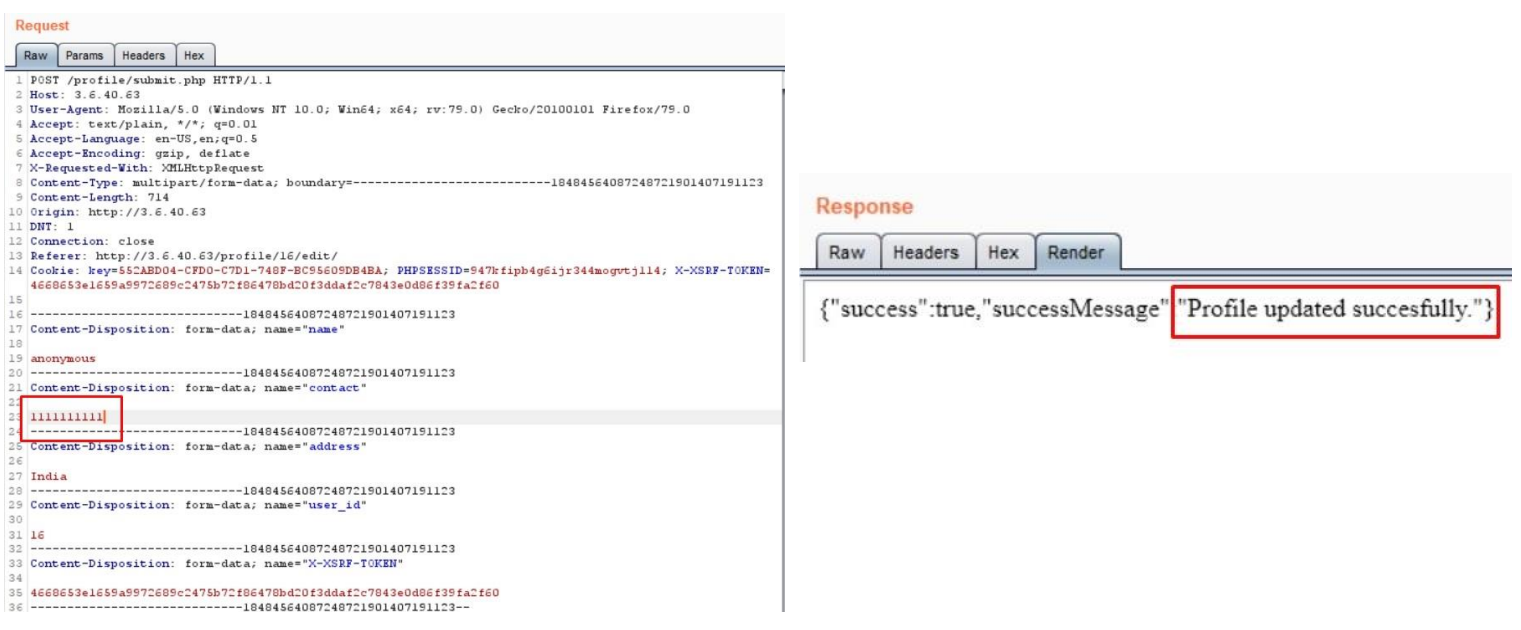 Request
Raw Params Headers Hex
1 POST /profile/submit.php HTTP/1.1
2 Host: 3.6.40.63
3 User-Agent: Mozilla/5.0 (Windows NT 10.0; Win64; x64; rv:79.0) Gecko/20100101 Firefox/79.0
4 Accept: text/plain, */*; q=0.01
5 Accept-Language: en-US,en;q=0.5
6 Accept-Encoding: gzip, deflate
7 X-Requested-With: XMLHttpRequest
8 Content-Type: multipart/form-data; boundary=---------------------------18484564087248721901407191123
9 Content-Length: 714
10 Origin: http://3.6.40.63
11 DNT: 1
12 Connection: close
13 Referer: http://3.6.40.63/profile/16/edit/
14 Cookie: key=552ABD04-CFD0-C7D1-748F-BC95609DB4BA; PHPSESSID=947kfipb4g6ijr344mogvtjll4; X-XSRF-TOKEN=
4668653e1659a9972689c2475b72f86478bd20f3ddaf2c7843e0d86f39fa2f60
15
16 -----------------------------18484564087248721901407191123
17 Content-Disposition: form-data; name="name"
18
19 anonymous
20 -----------------------------18484564087248721901407191123
21 Content-Disposition: form-data; name="contact"
22
23 1111111111
24 -----------------------------18484564087248721901407191123
25 Content-Disposition: form-data; name="address"
26
27 India
28 -----------------------------18484564087248721901407191123
29 Content-Disposition: form-data; name="user_id"
30
31 16
32 -----------------------------18484564087248721901407191123
33 Content-Disposition: form-data; name="X-XSRF-TOKEN"
34
35 4668653e1659a9972689c2475b72f86478bd20f3ddaf2c7843e0d86f39fa2f60
36 -----------------------------18484564087248721901407191123--
Response
Raw Headers Hex Render
{"success":true,"successMessage":"Profile updated succesfully."}